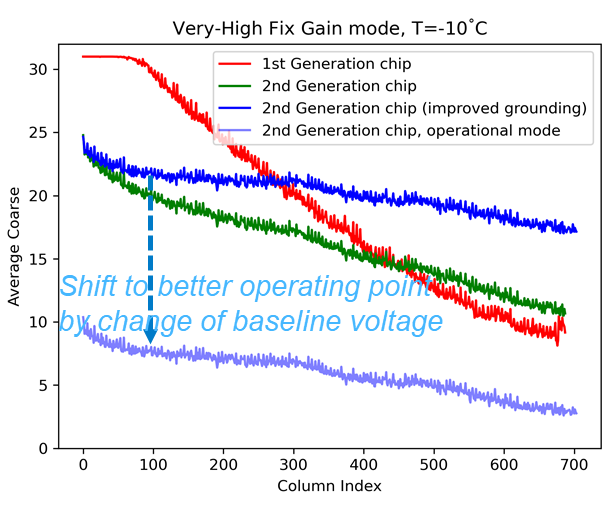 Very-High Fix Gain mode, T=-10˚C
1st Generation chip
2nd Generation chip
2nd Generation chip (improved grounding)
2nd Generation chip, operational mode
Average Coarse
30
25
20
15
10
5
0
Shift to better operating point
by change of baseline voltage
0 100 200 300 400 500 600 700
Column Index